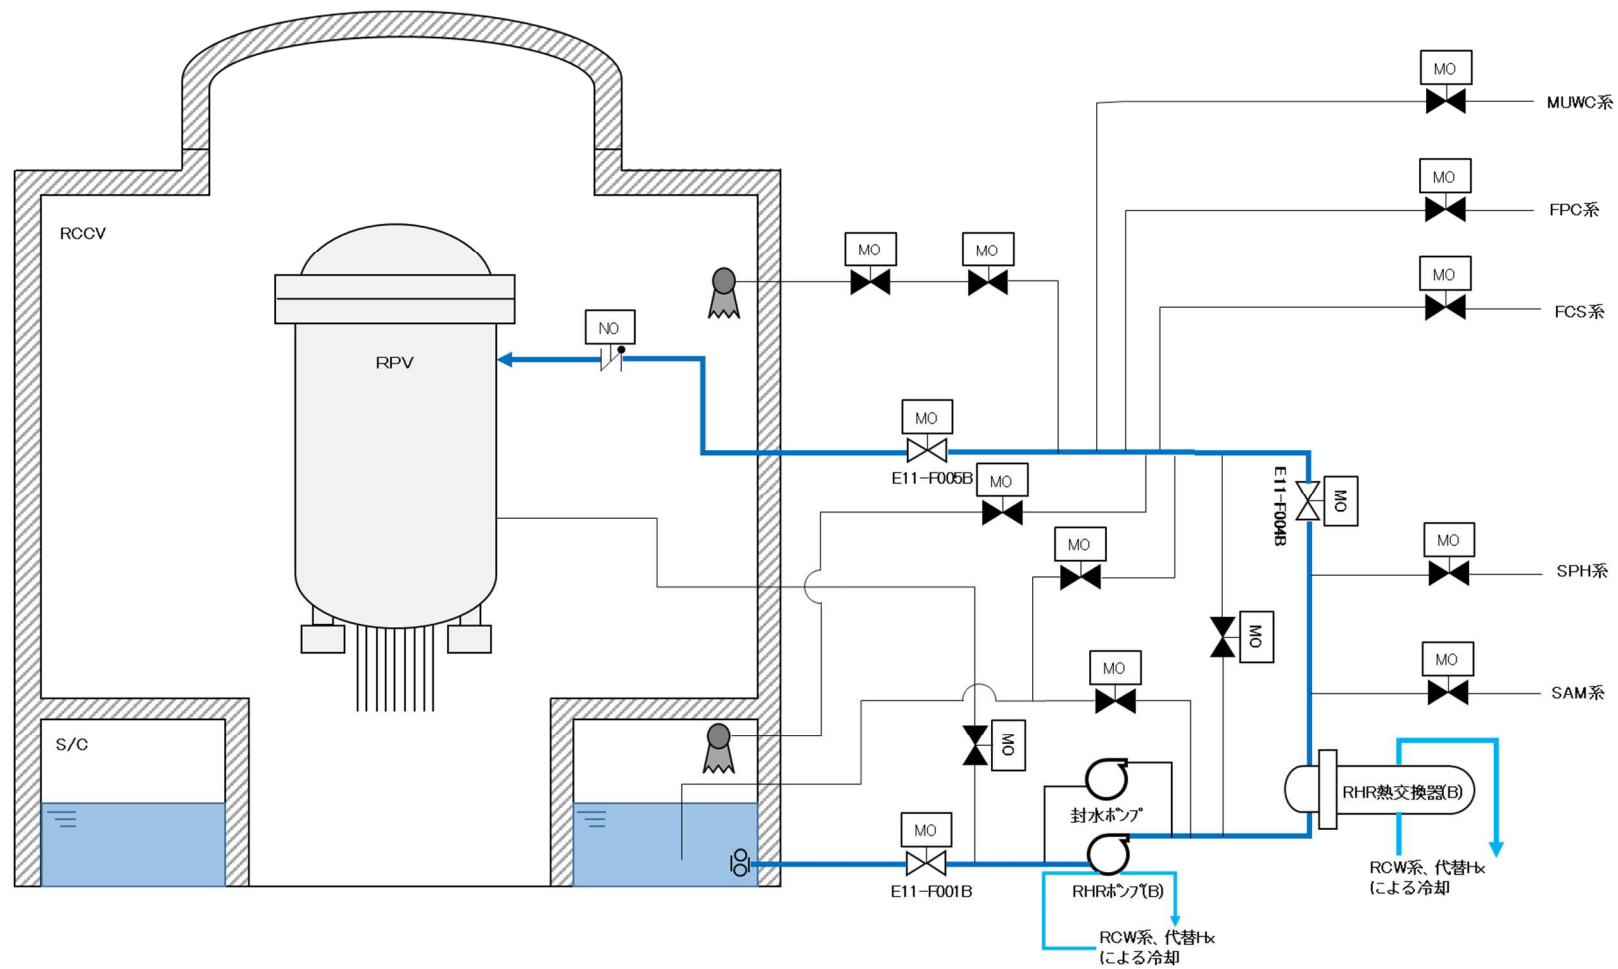 MO
MUWC系
MO
FPC系
RCCV
MO
MO
MO
FCS系
NO
RPV
MO
E11-F005B
MO
E11-F004B
MO
MO
MO
SPH系
MO
MO
MO
SAM系
S/C
MO
封水ポンプ
RHR熱交換器(B)
MO
E11-F001B
RHRポンプ(B)
RCW系、代替Hx
による冷却
RCW系、代替Hx
による冷却